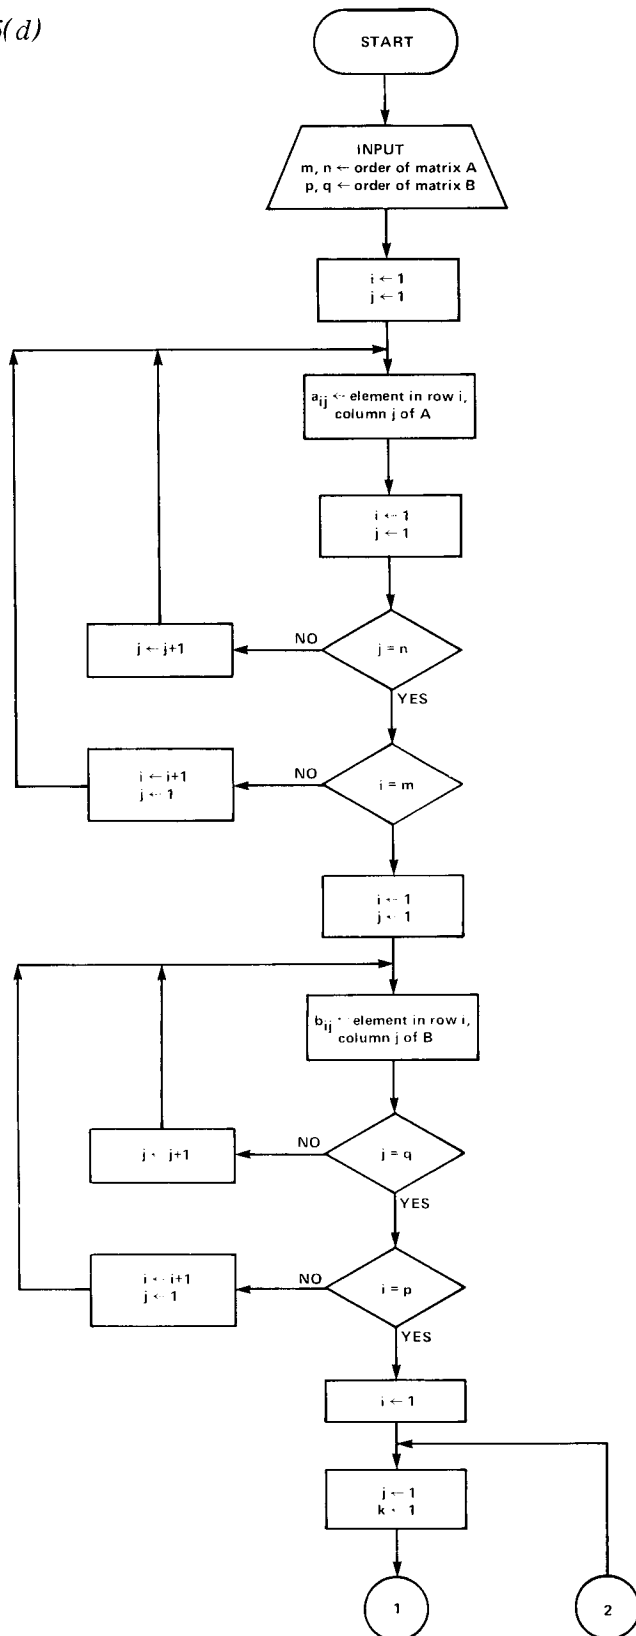 5(d)
START
INPUT
m, n ← order of matrix A
p, q ← order of matrix B
i ← 1
j ← 1
a_ij ← element in row i,
column j of A
i ← 1
j ← 1
j = n
NO
j ← j+1
YES
i = m
NO
i ← i+1
j ← 1
i ← 1
j ← 1
b_ij ← element in row i,
column j of B
j = q
NO
j ← j+1
YES
i = p
NO
i ← i+1
j ← 1
YES
i ← 1
j ← 1
k ← 1
1
2